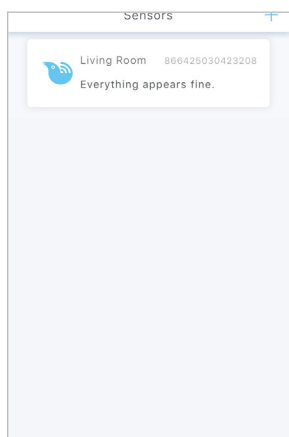 Sensors +
Living Room 866425030423208
Everything appears fine.